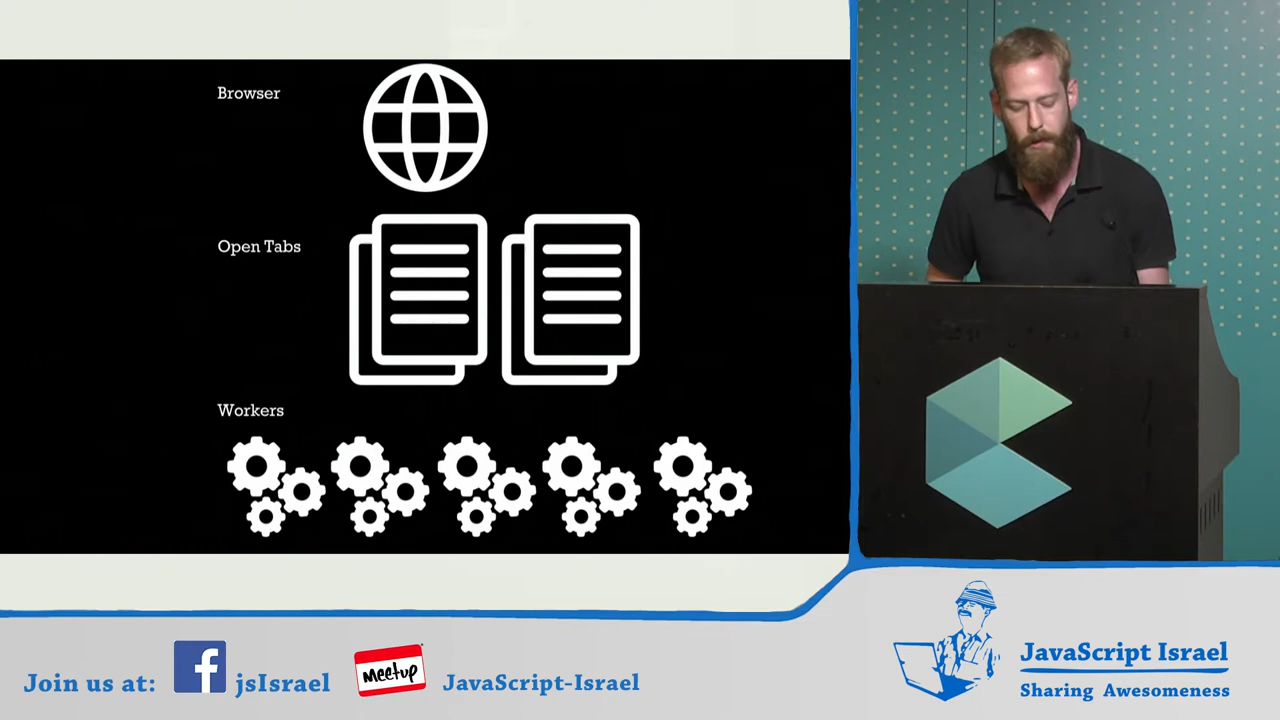 Browser
Open Tabs
Workers
Join us at:
f jsIsrael
Meetup
JavaScript-Israel
JavaScript Israel
Sharing Awesomeness